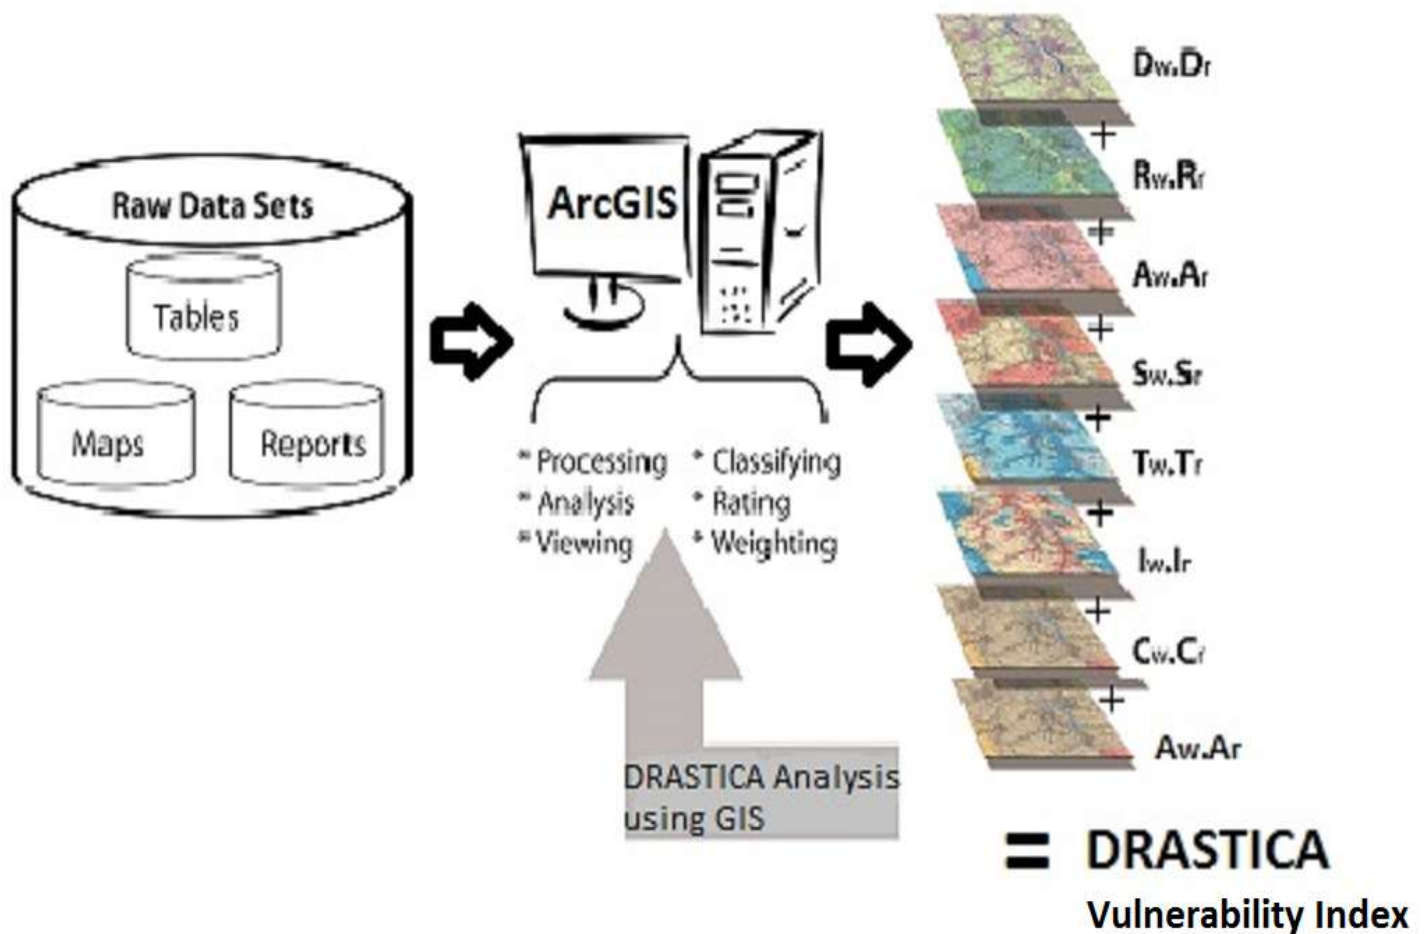 Raw Data Sets
Tables
Maps
Reports
ArcGIS
* Processing
* Analysis
* Viewing
* Classifying
* Rating
* Weighting
DRASTICA Analysis
using GIS
Dw.Dr
+
Rw.Rr
+
Aw.Ar
+
Sw.Sr
+
Tw.Tr
+
Iw.Ir
+
Cw.Cr
+
Aw.Ar
= DRASTICA
Vulnerability Index